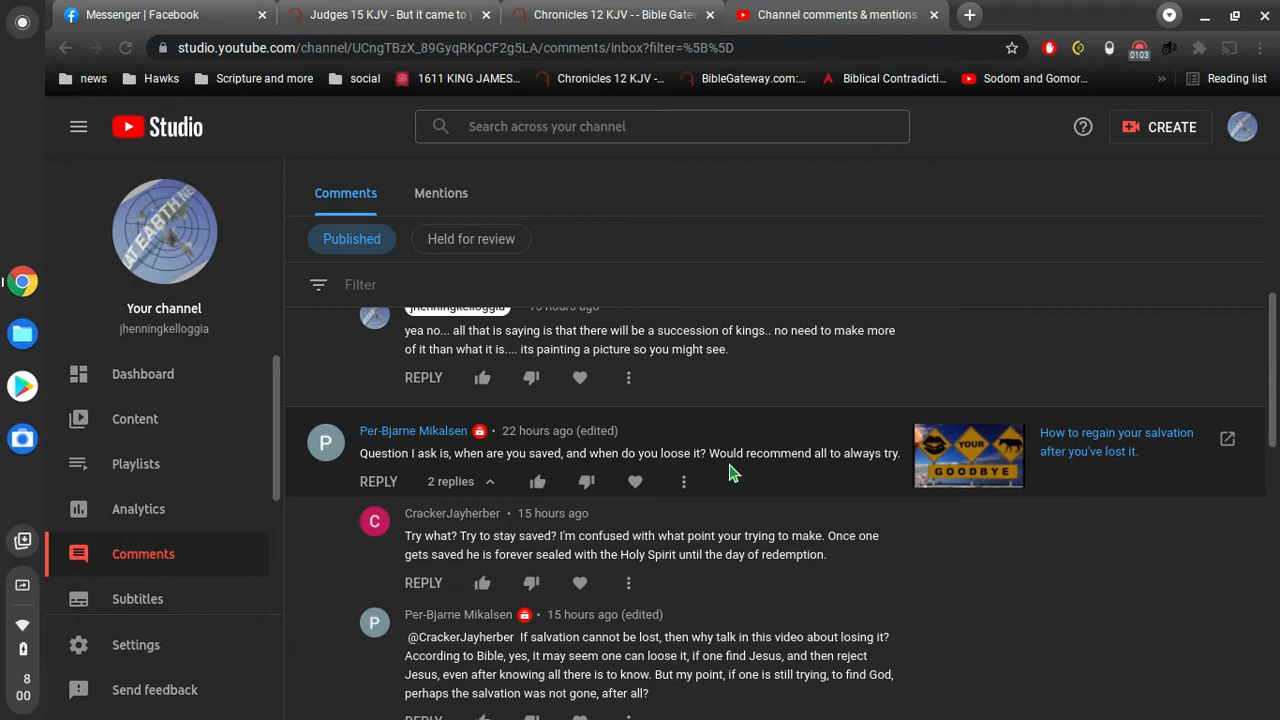 Messenger | Facebook
Judges 15 KJV - But it came to p
Chronicles 12 KJV - - Bible Gatew
Channel comments & mentions
studio.youtube.com/channel/UCngTBzX_89GyqRKpCF2g5LA/comments/inbox?filter=%5B%5D
0103
news
Hawks
Scripture and more
social
1611 KING JAMES...
Chronicles 12 KJV -...
BibleGateway.com:...
Biblical Contradicti...
Sodom and Gomor...
»
Reading list
Studio
Search across your channel
CREATE
AT EARTH.NE
Your channel
jhenningkelloggia
Dashboard
Content
Playlists
Analytics
Comments
Subtitles
Settings
Send feedback
8
00
Comments
Mentions
Published
Held for review
Filter
jhenningkelloggia 15 hours ago
yea no... all that is saying is that there will be a succession of kings.. no need to make more
of it than what it is.... its painting a picture so you might see.
REPLY
P
Per-Bjarne Mikalsen • 22 hours ago (edited)
Question I ask is, when are you saved, and when do you loose it? Would recommend all to always try.
REPLY 2 replies
YOUR
GOODBYE
How to regain your salvation
after you've lost it.
C
CrackerJayherber • 15 hours ago
Try what? Try to stay saved? I'm confused with what point your trying to make. Once one
gets saved he is forever sealed with the Holy Spirit until the day of redemption.
REPLY
P
Per-Bjarne Mikalsen • 15 hours ago (edited)
@CrackerJayherber If salvation cannot be lost, then why talk in this video about losing it?
According to Bible, yes, it may seem one can loose it, if one find Jesus, and then reject
Jesus, even after knowing all there is to know. But my point, if one is still trying, to find God,
perhaps the salvation was not gone, after all?
REPLY